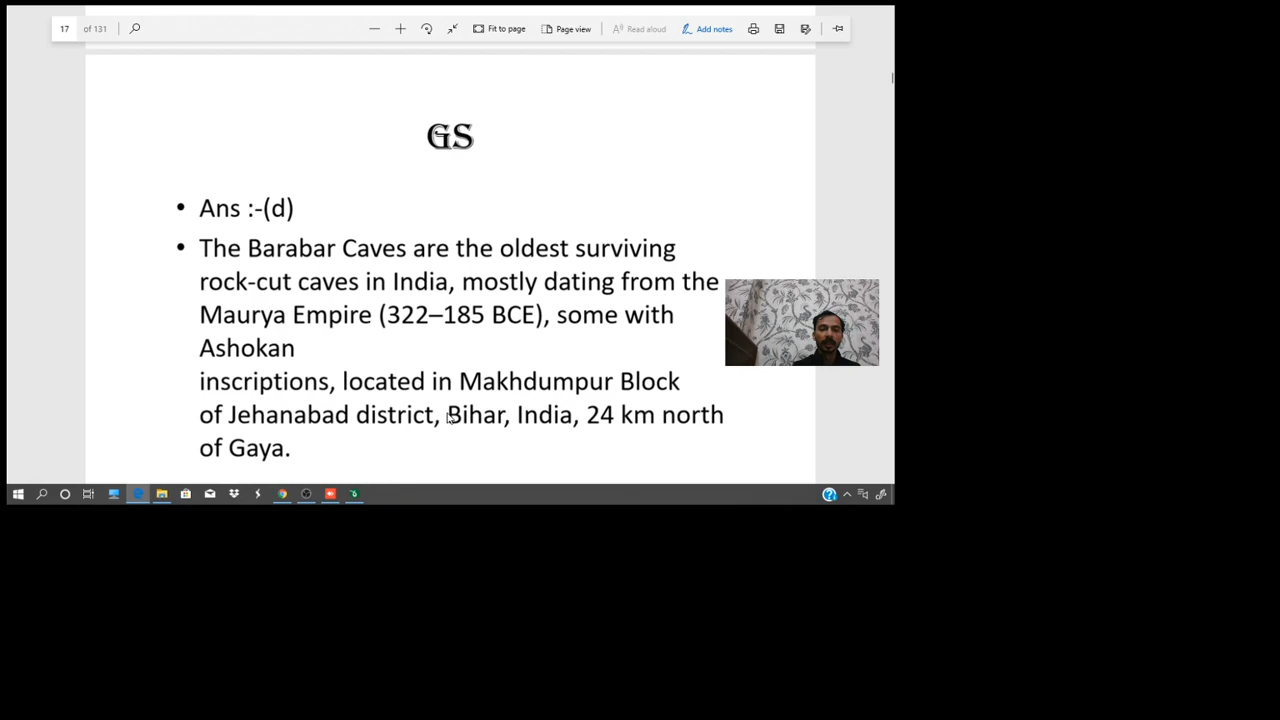 17 of 131 Fit to page Page view Read aloud Add notes
GS
• Ans :-(d)
• The Barabar Caves are the oldest surviving
rock-cut caves in India, mostly dating from the
Maurya Empire (322–185 BCE), some with
Ashokan
inscriptions, located in Makhdumpur Block
of Jehanabad district, Bihar, India, 24 km north
of Gaya.